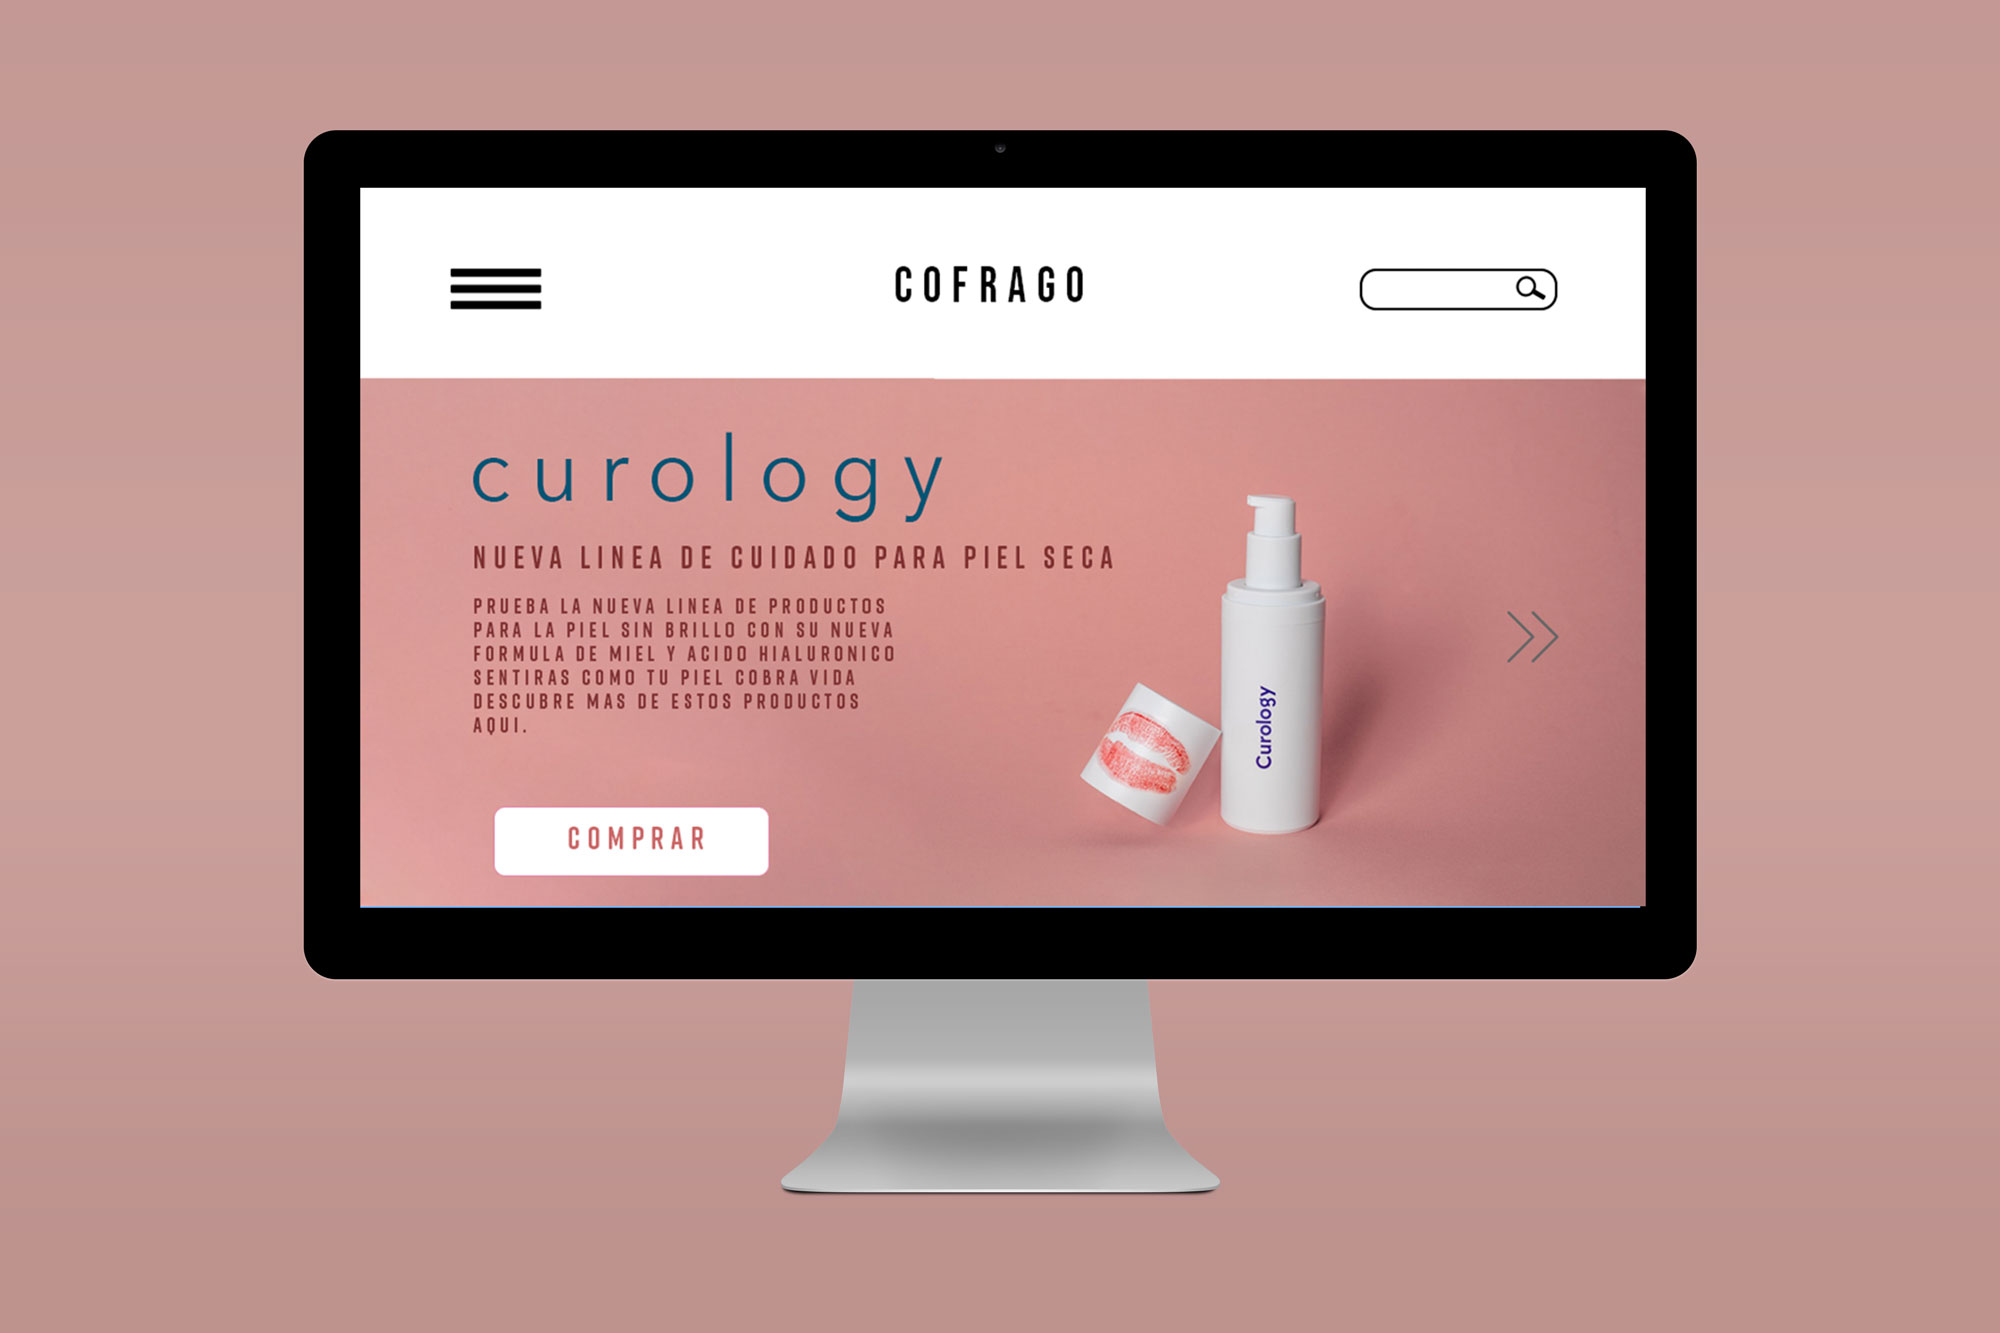 COFRAGO
curology
NUEVA LINEA DE CUIDADO PARA PIEL SECA
PRUEBA LA NUEVA LINEA DE PRODUCTOS
PARA LA PIEL SIN BRILLO CON SU NUEVA
FORMULA DE MIEL Y ACIDO HIALURONICO
SENTIRAS COMO TU PIEL COBRA VIDA
DESCUBRE MAS DE ESTOS PRODUCTOS
AQUI.
Curology
COMPRAR